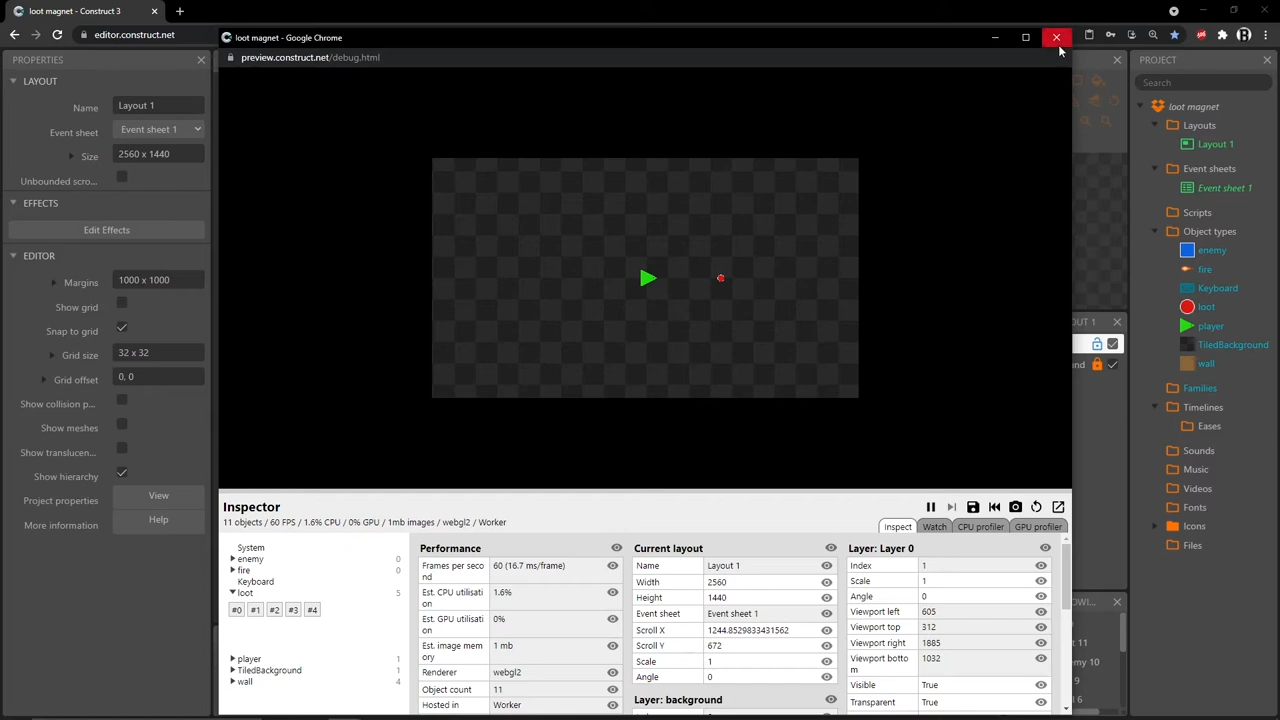 loot magnet - Construct 3
editor.construct.net
loot magnet - Google Chrome
preview.construct.net/debug.html
PROPERTIES
LAYOUT
Name
Layout 1
Event sheet
Event sheet 1
Size
2560 x 1440
Unbounded scro...
EFFECTS
Edit Effects
EDITOR
Margins
1000 x 1000
Show grid
Snap to grid
Grid size
32 x 32
Grid offset
0, 0
Show collision p...
Show meshes
Show translucen...
Show hierarchy
Project properties
View
More information
Help
Inspector
11 objects / 60 FPS / 1.6% CPU / 0% GPU / 1mb images / webgl2 / Worker
Inspect
Watch
CPU profiler
GPU profiler
System
enemy 0
fire 0
Keyboard
loot 5
#0 #1 #2 #3 #4
player 1
TiledBackground 1
wall 4
Performance
Frames per seco
nd
60 (16.7 ms/frame)
Est. CPU utilisati
on
1.6%
Est. GPU utilisati
on
0%
Est. image mem
ory
1 mb
Renderer
webgl2
Object count
11
Hosted in
Worker
Current layout
Name
Layout 1
Width
2560
Height
1440
Event sheet
Event sheet 1
Scroll X
1244.8529833431562
Scroll Y
672
Scale
1
Angle
0
Layer: background
Layer: Layer 0
Index
1
Scale
1
Angle
0
Viewport left
605
Viewport top
312
Viewport right
1885
Viewport botto
m
1032
Visible
True
Transparent
True
PROJECT
Search
loot magnet
Layouts
Layout 1
Event sheets
Event sheet 1
Scripts
Object types
enemy
fire
Keyboard
loot
player
TiledBackground
wall
Families
Timelines
Eases
Sounds
Music
Videos
Fonts
Icons
Files